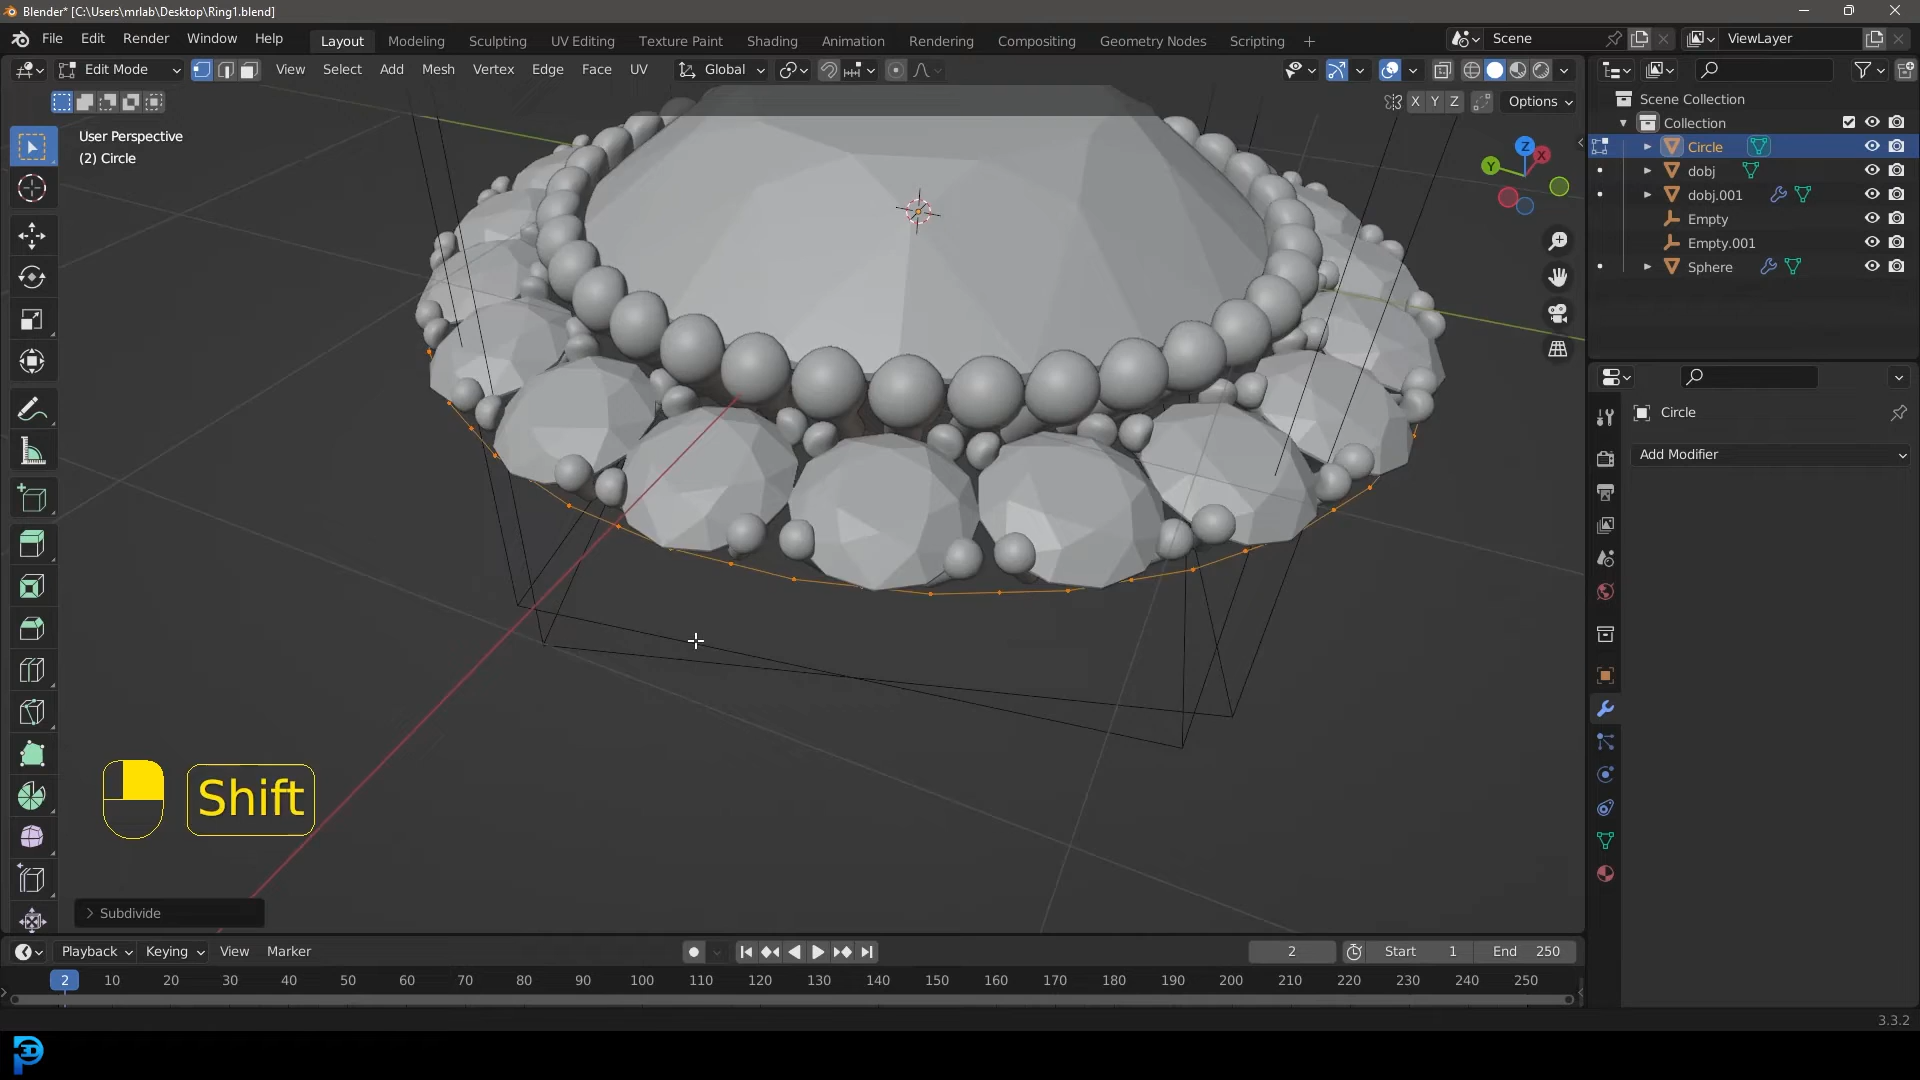 Blender* [C:\Users\mrlab\Desktop\Ring1.blend]
File Edit Render Window Help
Layout Modeling Sculpting UV Editing Texture Paint Shading Animation Rendering Compositing Geometry Nodes Scripting +
Scene
ViewLayer
Edit Mode View Select Add Mesh Vertex Edge Face UV Global
X Y Z Options
User Perspective
(2) Circle
Z
X
Y
Scene Collection
Collection
Circle
dobj
dobj.001
Empty
Empty.001
Sphere
Circle
Add Modifier
Shift
Subdivide
Playback Keying View Marker
2 Start 1 End 250
2 10 20 30 40 50 60 70 80 90 100 110 120 130 140 150 160 170 180 190 200 210 220 230 240 250
3.3.2
3D